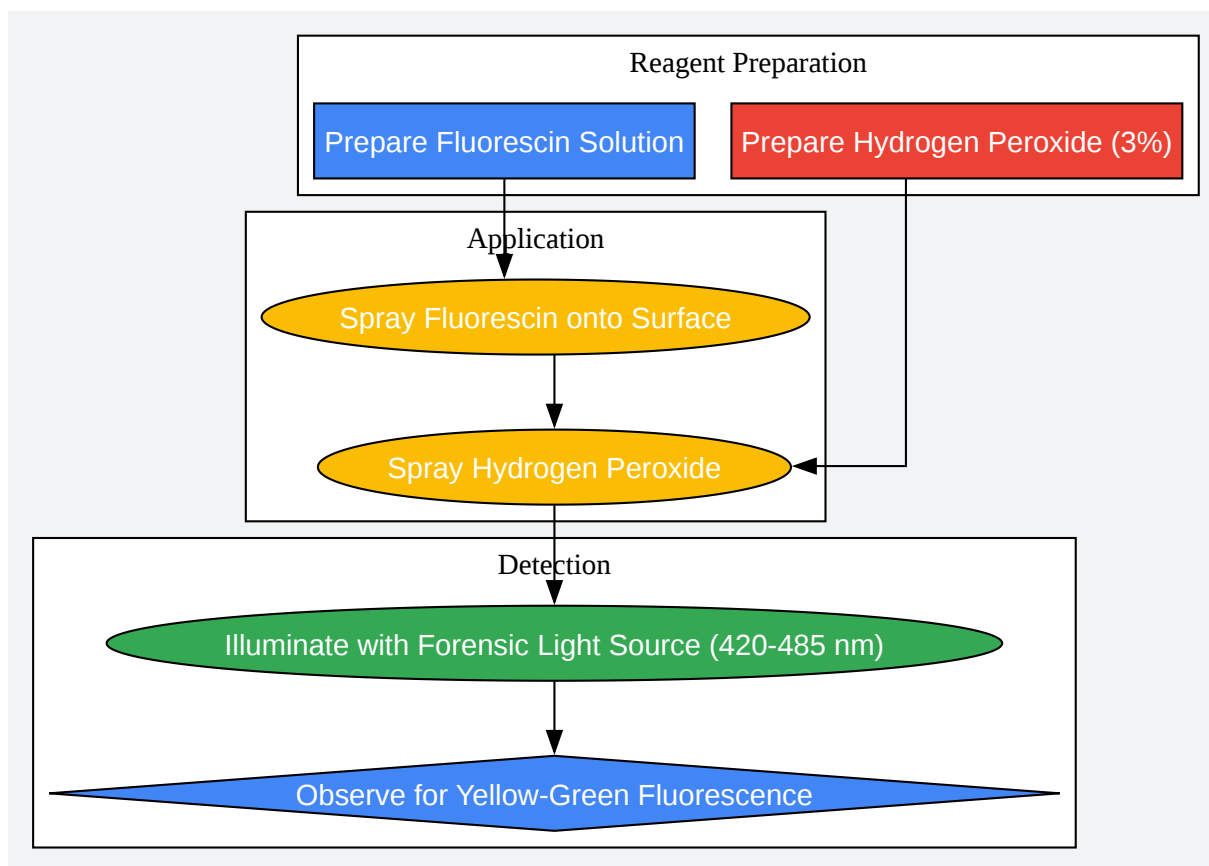 Reagent Preparation
Prepare Fluorescin Solution
Prepare Hydrogen Peroxide (3%)
Application
Spray Fluorescin onto Surface
Spray Hydrogen Peroxide
Detection
Illuminate with Forensic Light Source (420-485 nm)
Observe for Yellow-Green Fluorescence